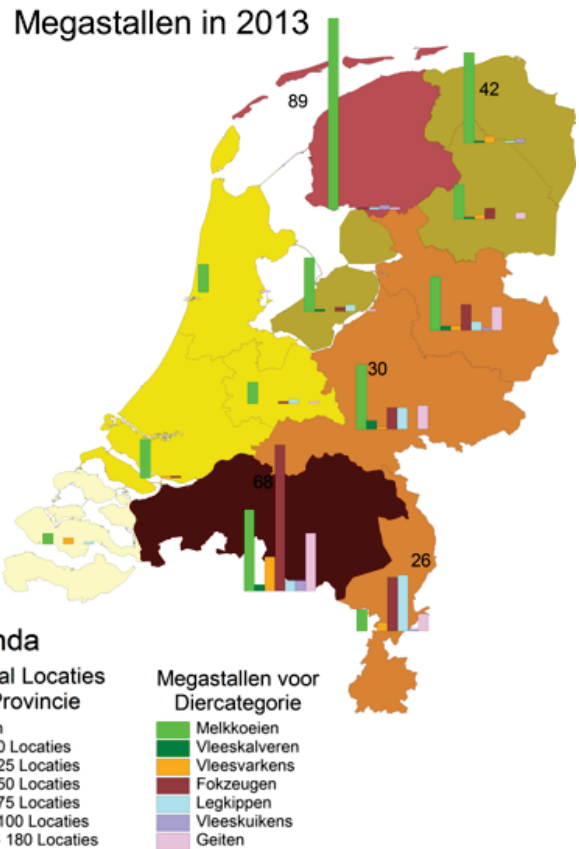 Megastallen in 2013
89
42
30
68
26
nda
al Locaties
Provincie
n
0 Locaties
25 Locaties
50 Locaties
75 Locaties
100 Locaties
180 Locaties
Megastallen voor
Diercategorie
Melkkoeien
Vleeskalveren
Vleesvarkens
Fokzeugen
Legkippen
Vleeskuikens
Geiten